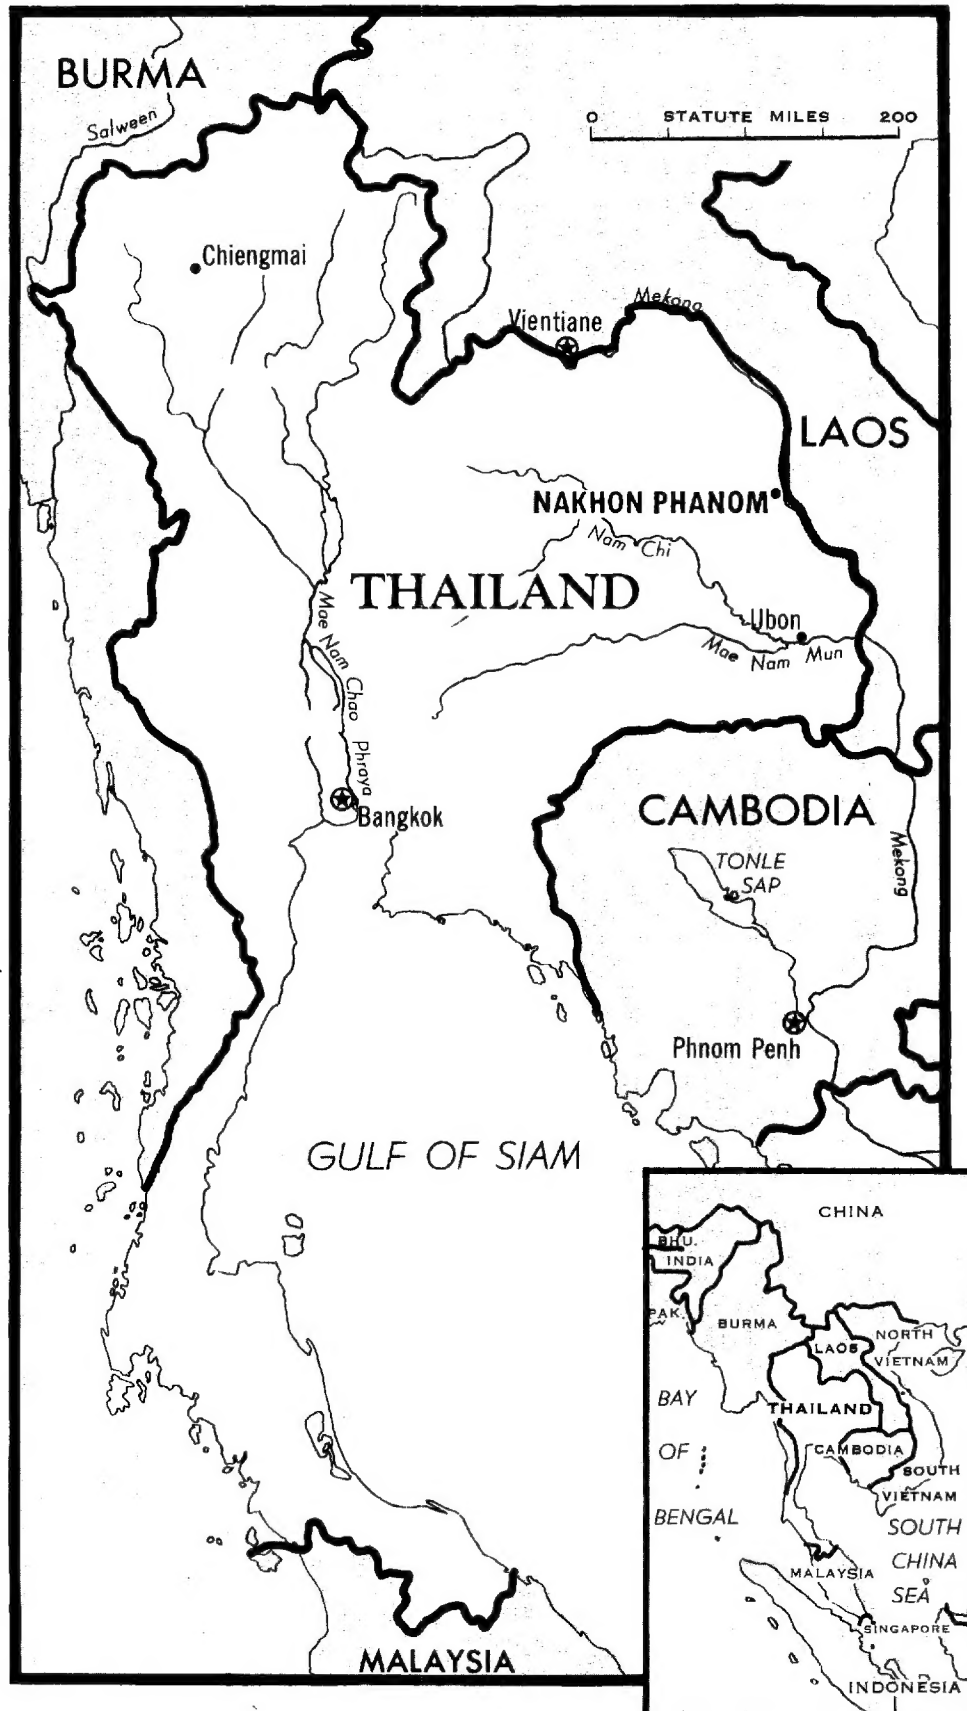 BURMA
Salween
0 STATUTE MILES 200
Chiengmai
Mekong
Vientiane
LAOS
NAKHON PHANOM
Nam Chi
THAILAND
Ubon
Mae Nam Mun
Mae Nam Chao Phraya
Bangkok
CAMBODIA
TONLE
SAP
Mekong
Phnom Penh
GULF OF SIAM
MALAYSIA
CHINA
BHU.
INDIA
PAK.
BURMA
NORTH
VIETNAM
LAOS
BAY
THAILAND
OF
CAMBODIA
SOUTH
VIETNAM
BENGAL
SOUTH
CHINA
SEA
MALAYSIA
SINGAPORE
INDONESIA